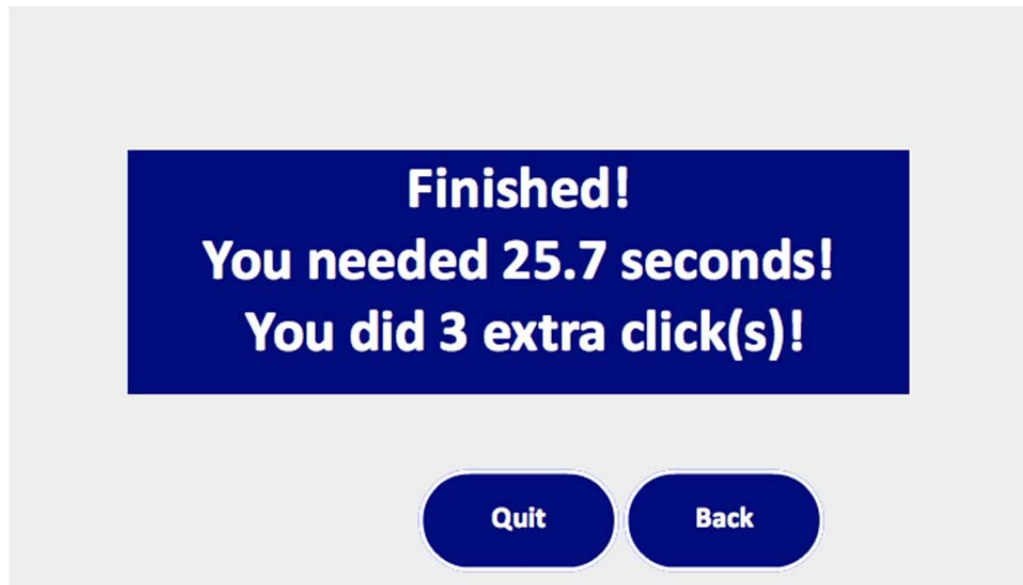 Finished!
You needed 25.7 seconds!
You did 3 extra click(s)!
Quit
Back